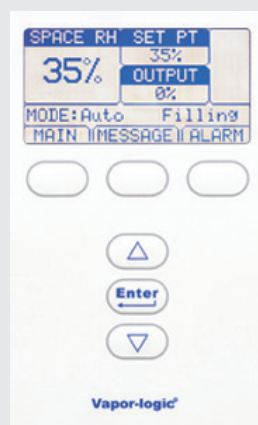 SPACE RH SET PT
35% 35%
OUTPUT
0%
MODE:Auto Filling
MAIN MESSAGE ALARM
Enter
Vapor-logic®